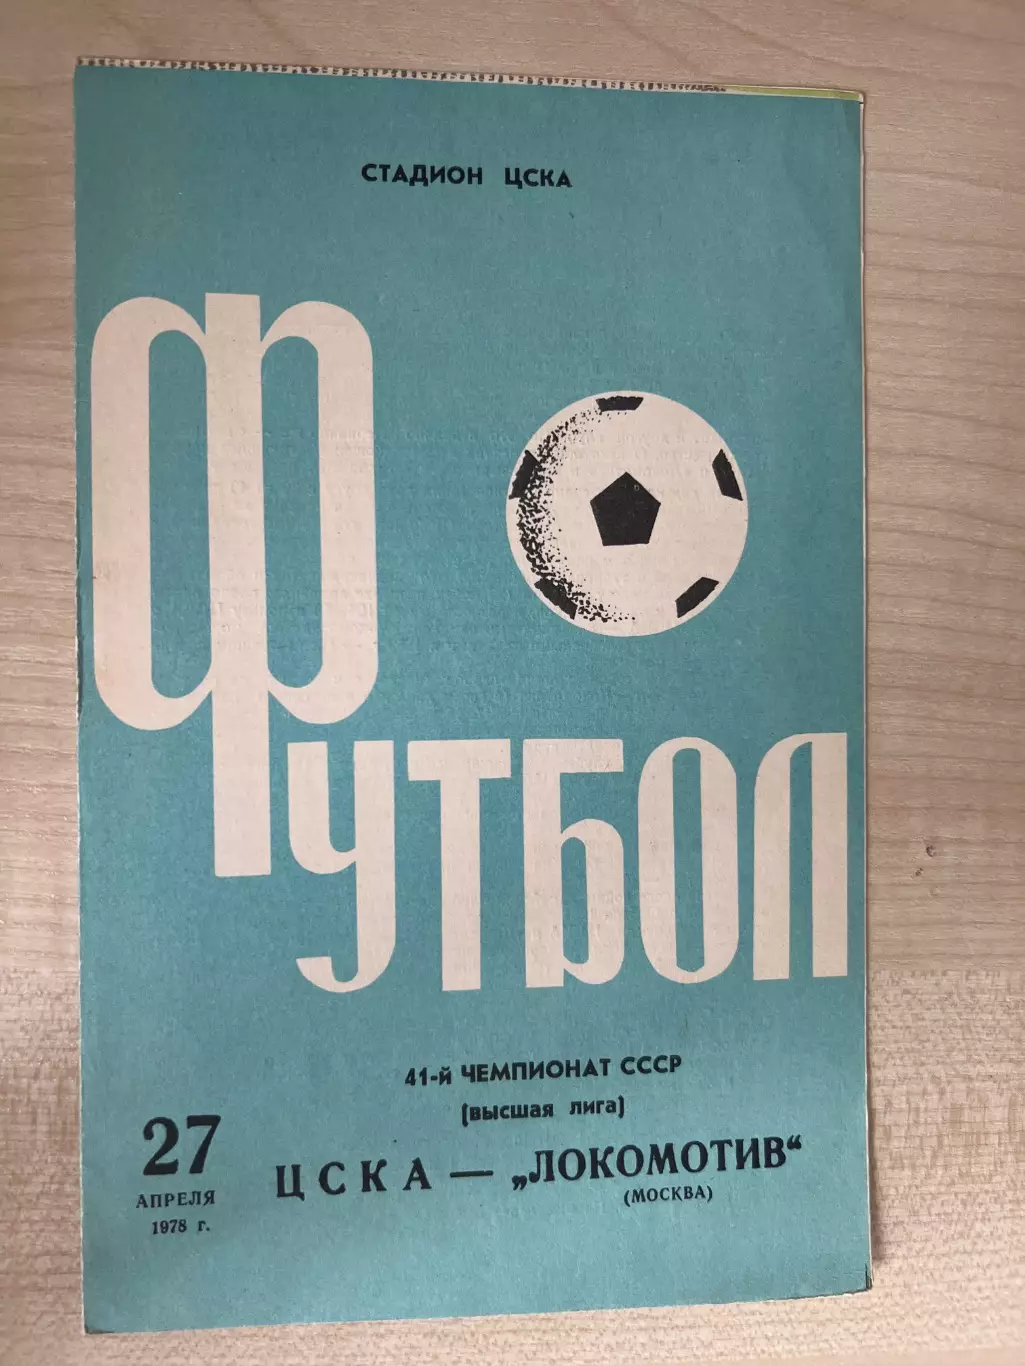 СТАДИОН ЦСКА
ФУТБОЛ
41-й ЧЕМПИОНАТ СССР
(высшая лига)
27
АПРЕЛЯ
1978 г.
ЦСКА — „ЛОКОМОТИВ“
(МОСКВА)